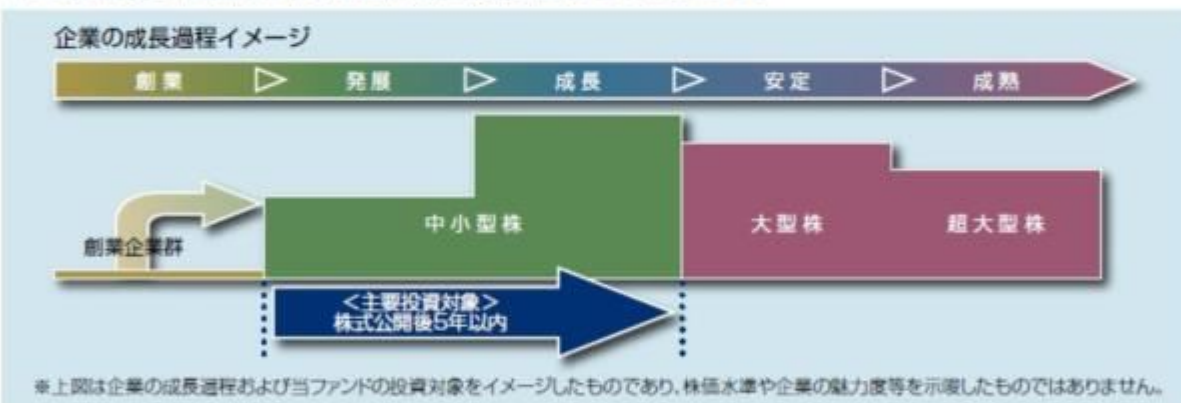 企業の成長過程イメージ
創業 ▷ 発展 ▷ 成長 ▷ 安定 ▷ 成熟
中小型株 大型株 超大型株
創業企業群
<主要投資対象>
株式公開後5年以内
※上図は企業の成長過程および当ファンドの投資対象をイメージしたものであり、株価水準や企業の魅力度等を示唆したものではありません。